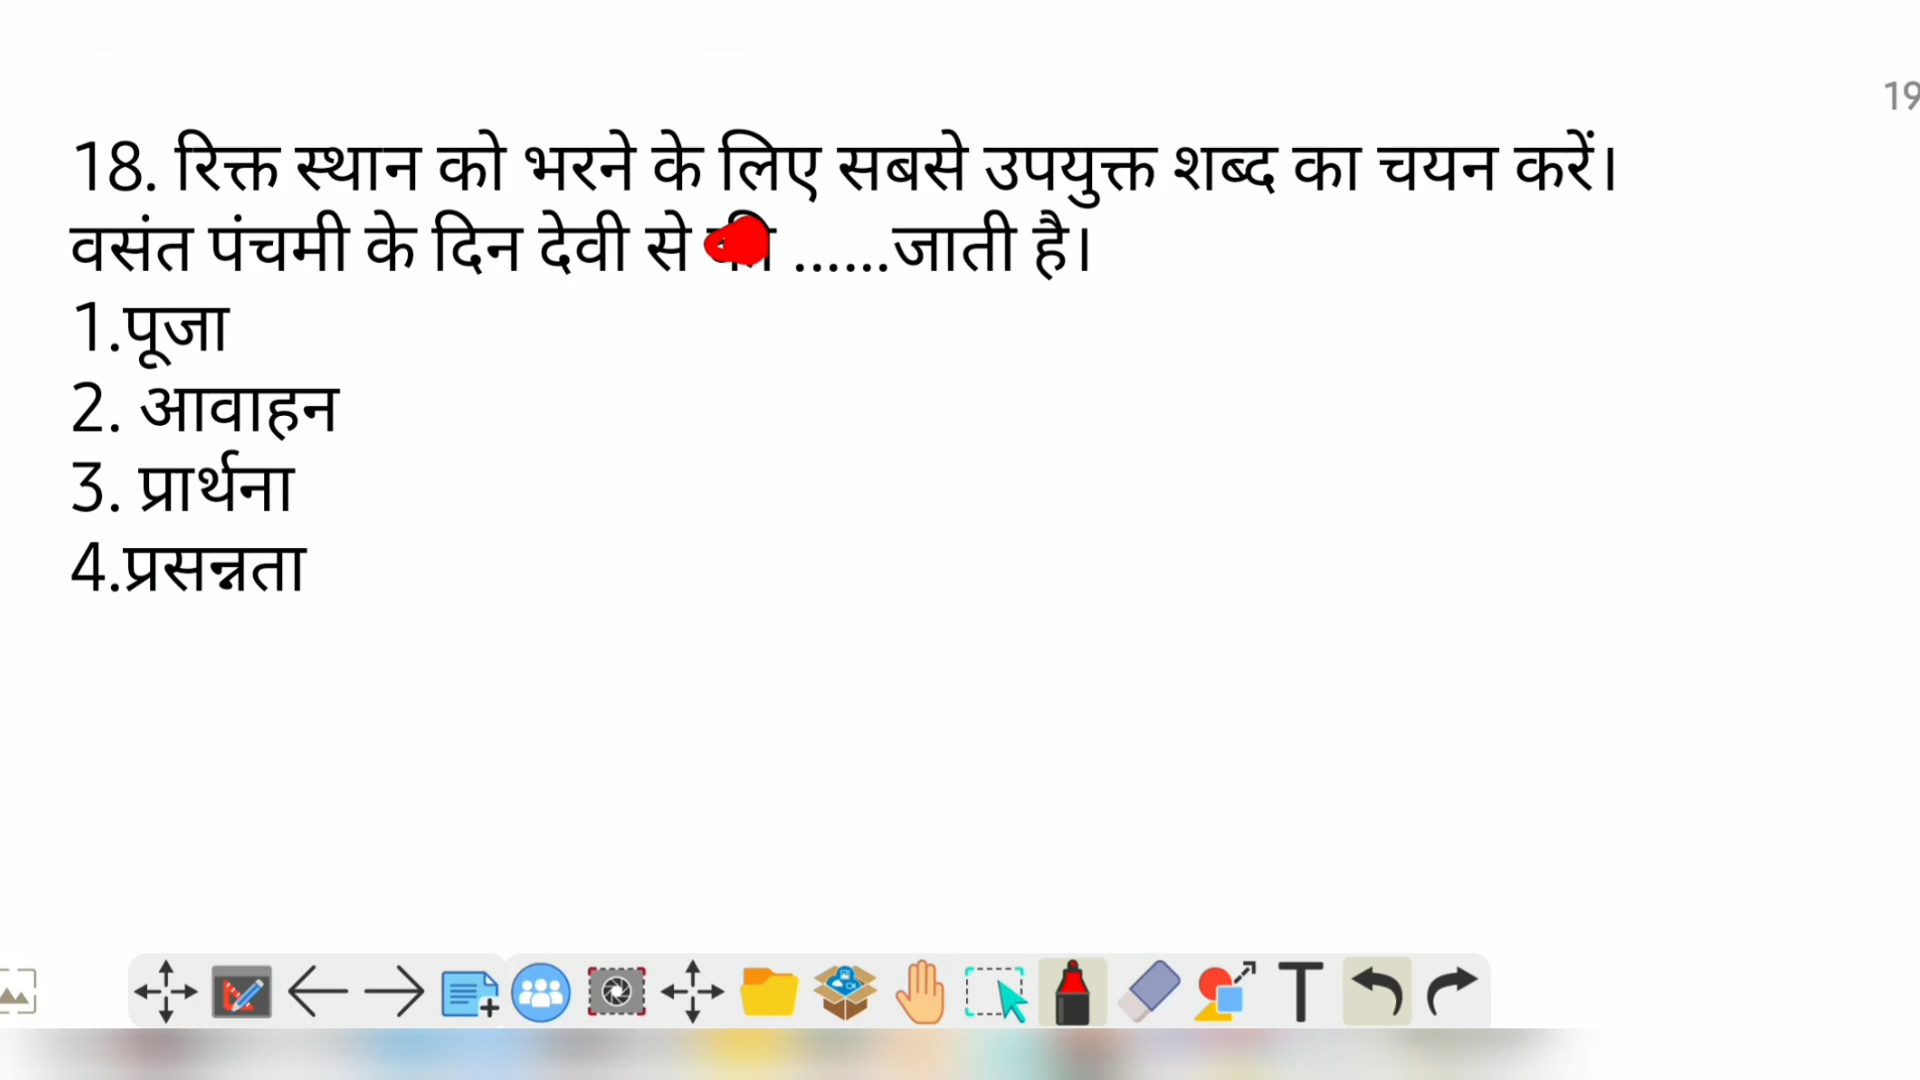 19
18. रिक्त स्थान को भरने के लिए सबसे उपयुक्त शब्द का चयन करें।
वसंत पंचमी के दिन देवी से ......जाती है।
1.पूजा
2. आवाहन
3. प्रार्थना
4.प्रसन्नता
T